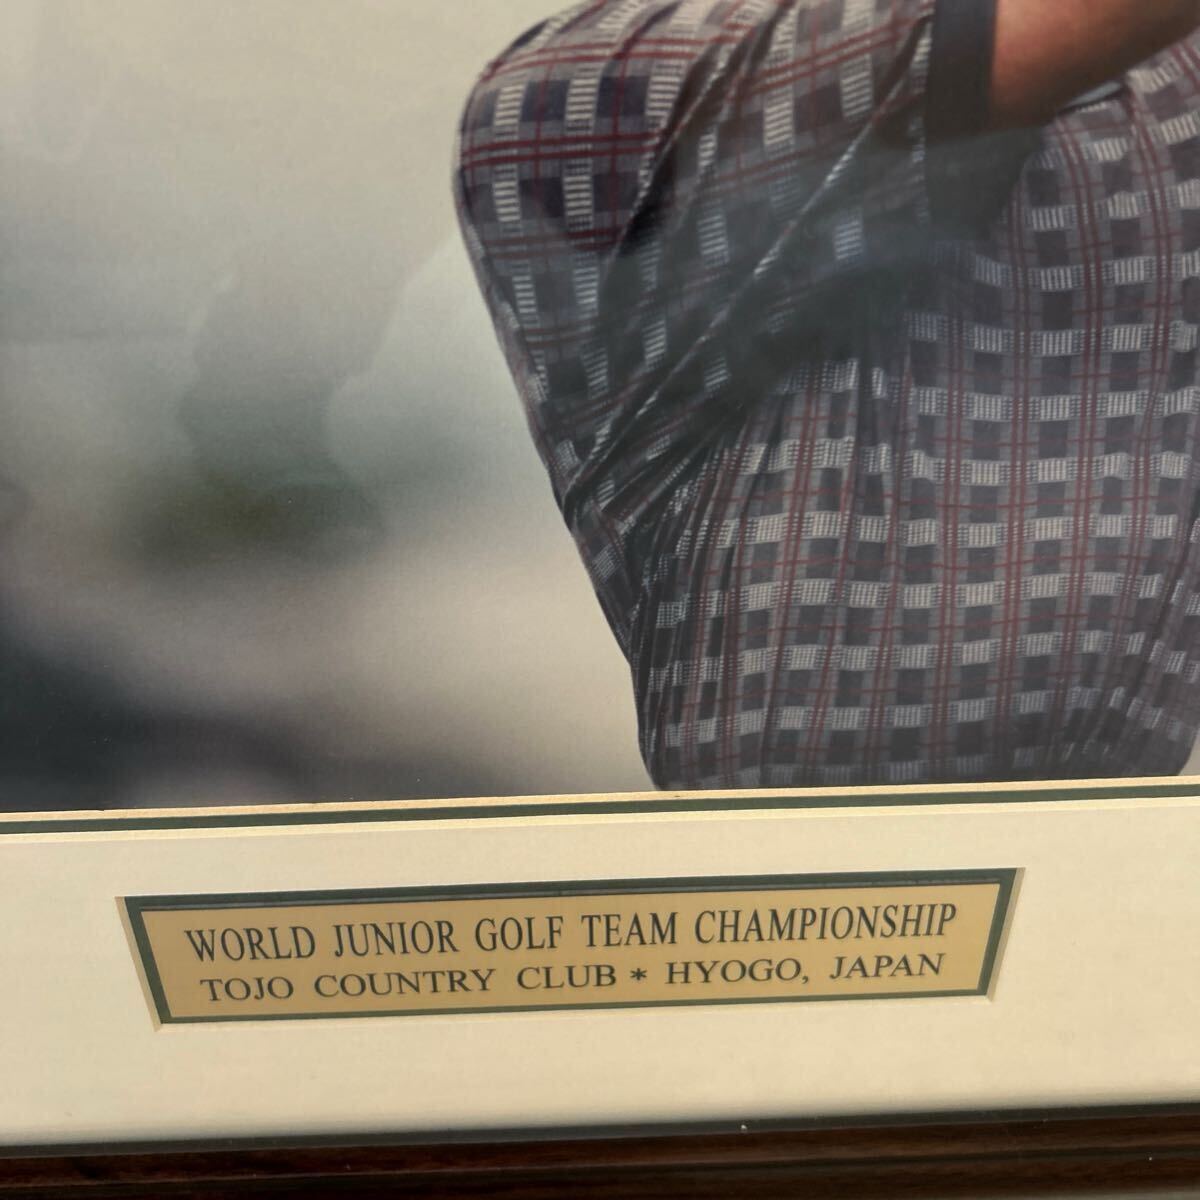 WORLD JUNIOR GOLF TEAM CHAMPIONSHIP
TOJO COUNTRY CLUB * HYOGO, JAPAN